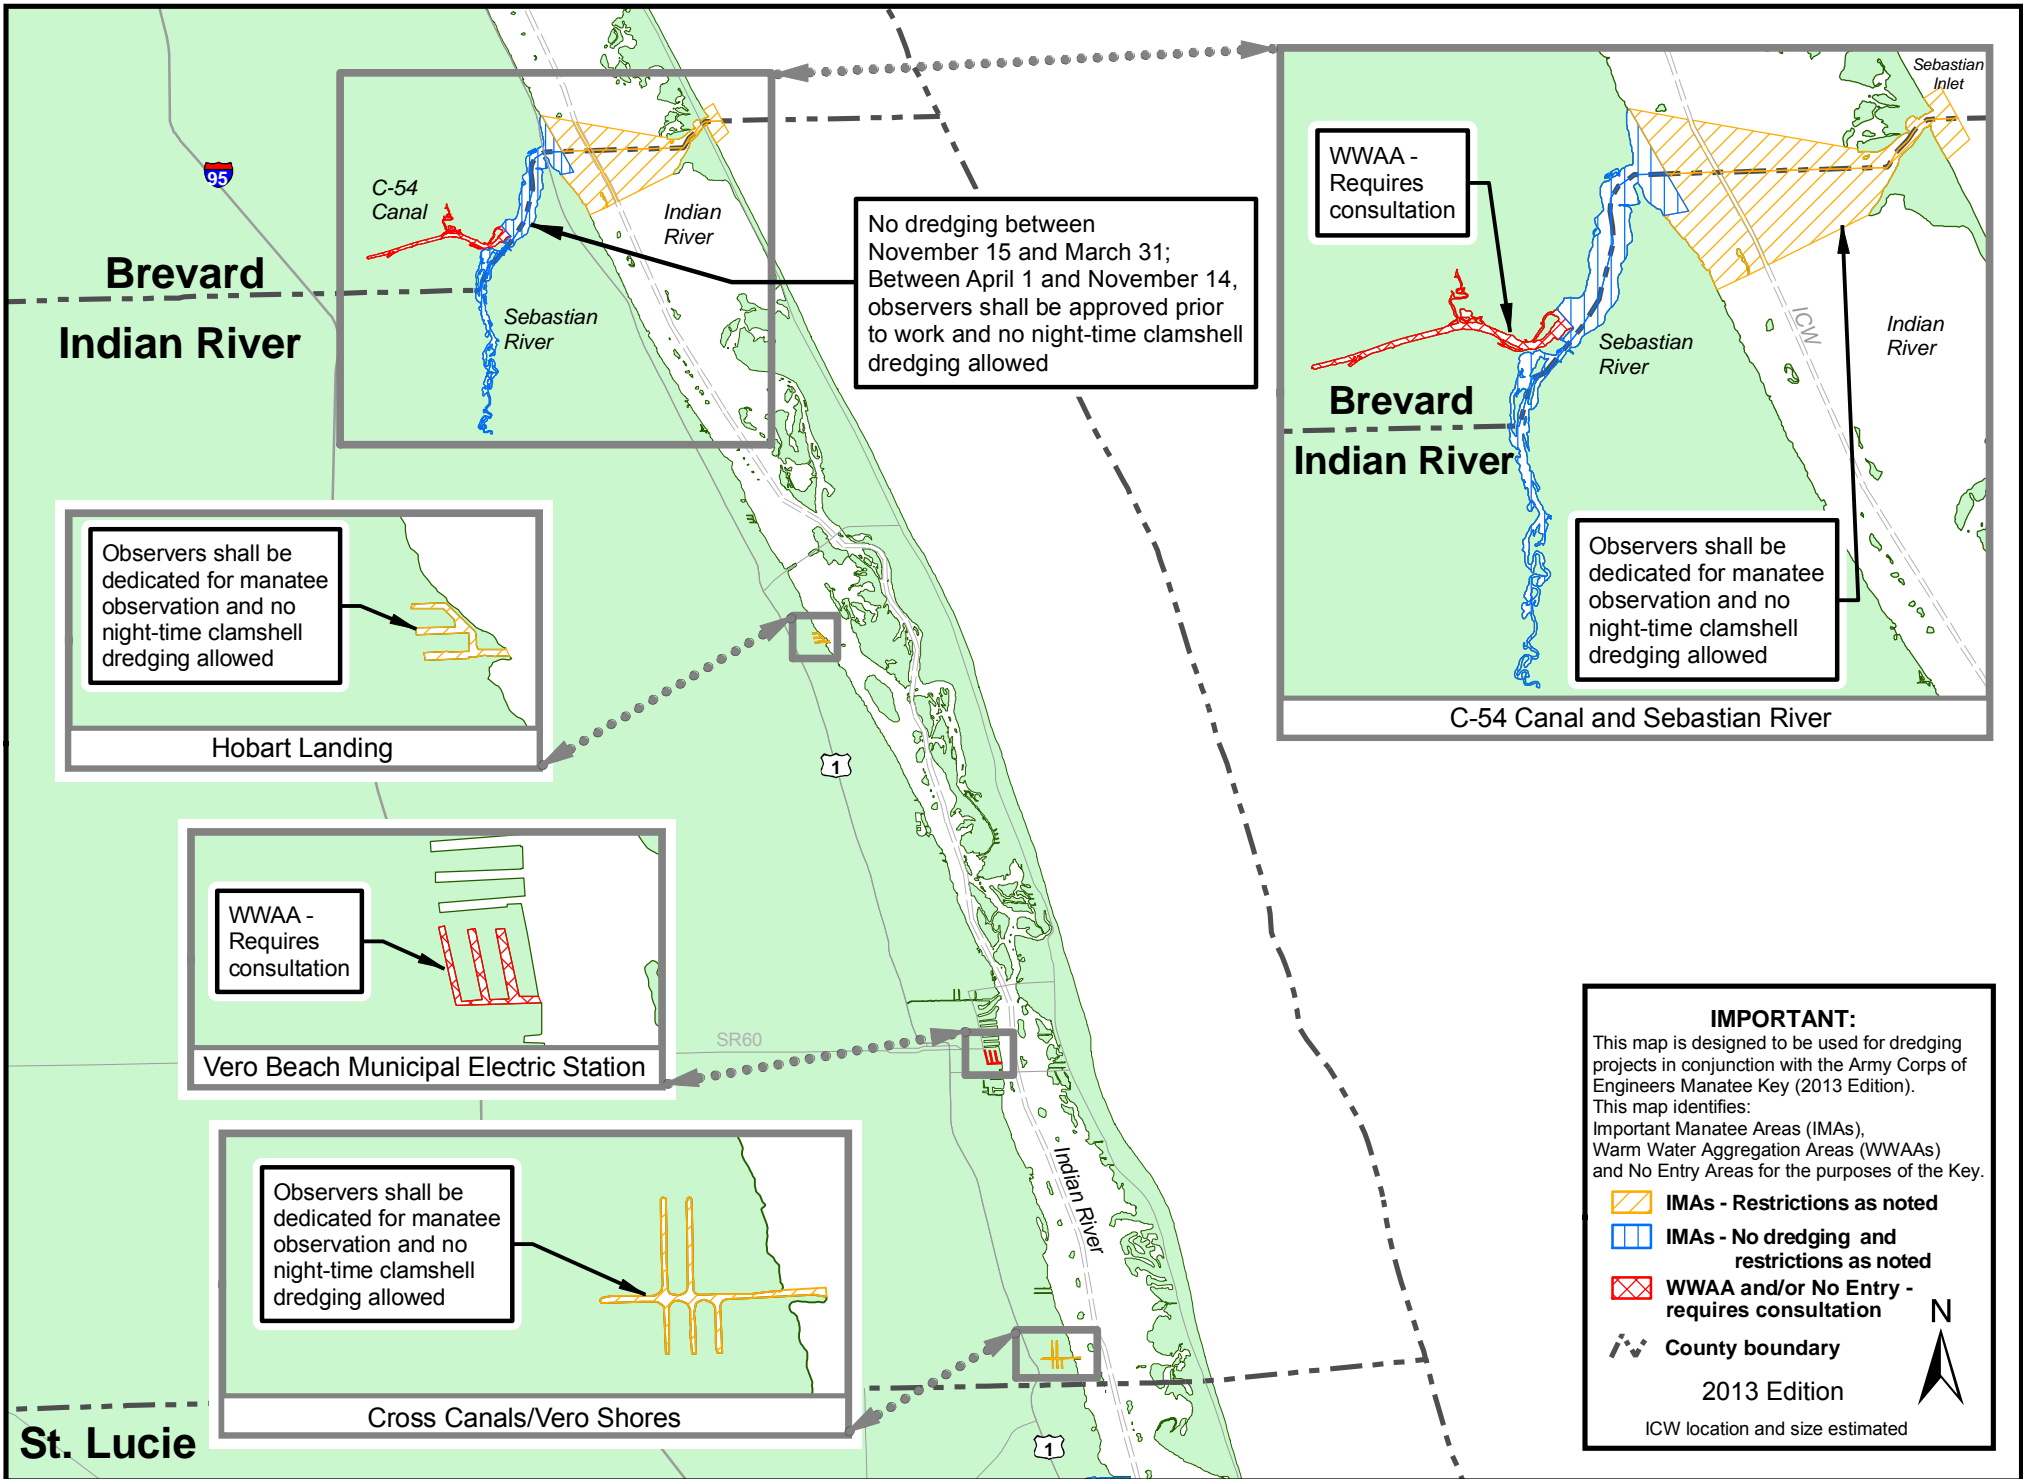 95
C-54
Canal
Indian
River
Brevard
Indian River
Sebastian
River
No dredging between
November 15 and March 31;
Between April 1 and November 14,
observers shall be approved prior
to work and no night-time clamshell
dredging allowed
Sebastian
Inlet
WWAA -
Requires
consultation
ICW
Indian
River
Sebastian
River
Brevard
Indian River
Observers shall be
dedicated for manatee
observation and no
night-time clamshell
dredging allowed
C-54 Canal and Sebastian River
Observers shall be
dedicated for manatee
observation and no
night-time clamshell
dredging allowed
Hobart Landing
1
WWAA -
Requires
consultation
Vero Beach Municipal Electric Station
SR60
Observers shall be
dedicated for manatee
observation and no
night-time clamshell
dredging allowed
Cross Canals/Vero Shores
Indian River
St. Lucie
1
IMPORTANT:
This map is designed to be used for dredging
projects in conjunction with the Army Corps of
Engineers Manatee Key (2013 Edition).
This map identifies:
Important Manatee Areas (IMAs),
Warm Water Aggregation Areas (WWAAs)
and No Entry Areas for the purposes of the Key.
IMAs - Restrictions as noted
IMAs - No dredging and
restrictions as noted
WWAA and/or No Entry -
requires consultation
N
County boundary
2013 Edition
ICW location and size estimated